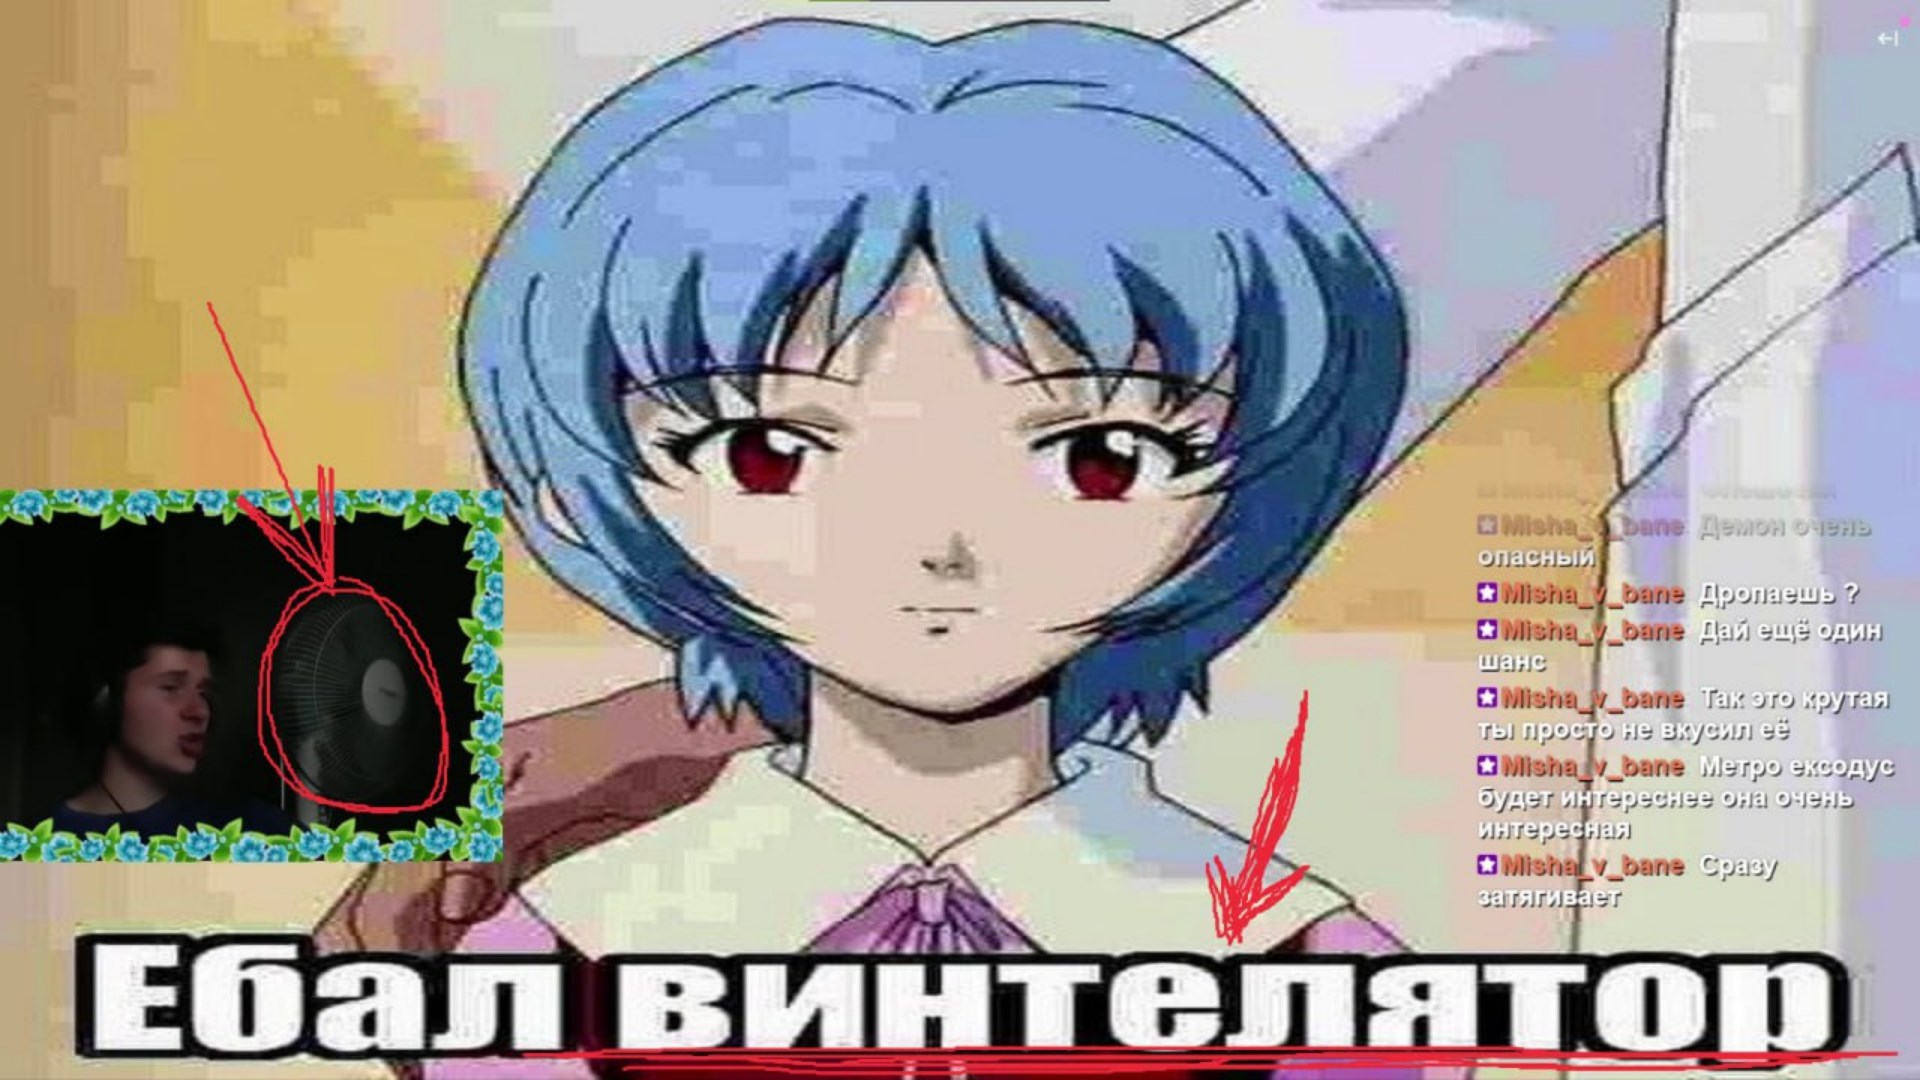 Misha_v_bane Демон очень
опасный
Misha_v_bane Дропаешь ?
Misha_v_bane Дай ещё один
шанс
Misha_v_bane Так это крутая
ты просто не вкусил её
Misha_v_bane Метро ексодус
будет интереснее она очень
интересная
Misha_v_bane Сразу
затягивает
Ебал винтелятор